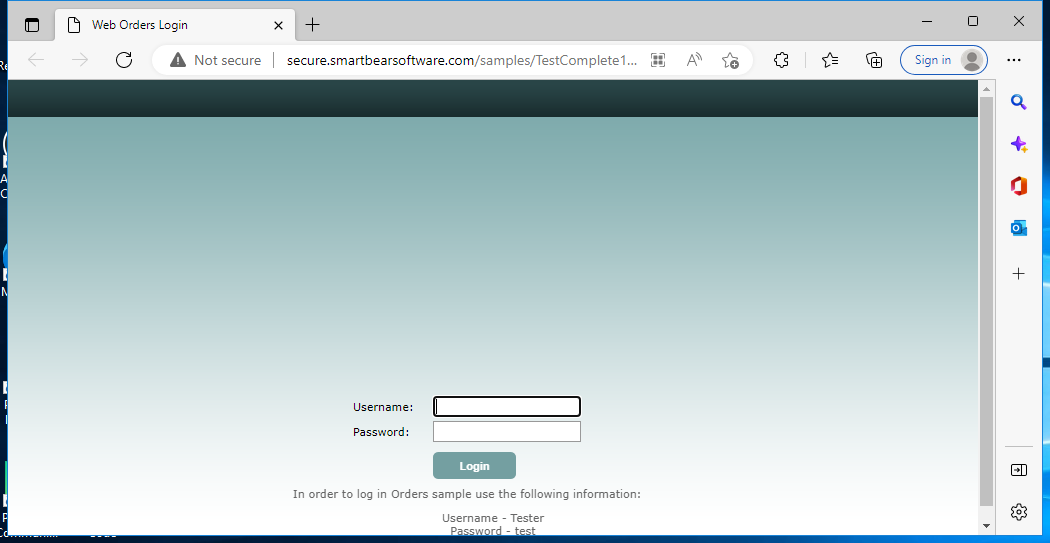 Web Orders Login
Not secure
secure.smartbearsoftware.com/samples/TestComplete1...
Sign in
Username:
Password:
Login
In order to log in Orders sample use the following information:
Username - Tester
Password - test